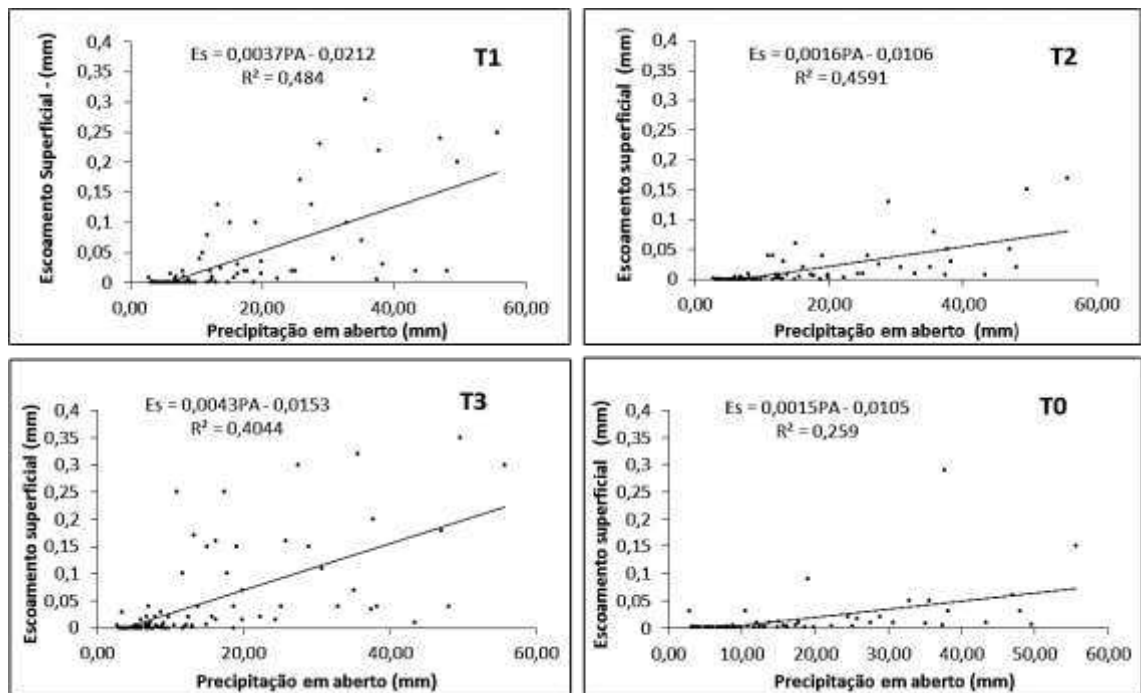 T1
Es = 0,0037PA - 0,0212
R² = 0,484
Escoamento Superficial - (mm)
0,4
0,35
0,3
0,25
0,2
0,15
0,1
0,05
0
0,00 20,00 40,00 60,00
Precipitação em aberto (mm)
T2
Es = 0,0016PA - 0,0106
R² = 0,4591
Escoamento superficial (mm)
0,4
0,35
0,3
0,25
0,2
0,15
0,1
0,05
0
0,00 20,00 40,00 60,00
Precipitação em aberto (mm)
T3
Es = 0,0043PA - 0,0153
R² = 0,4044
Escoamento superficial (mm)
0,4
0,35
0,3
0,25
0,2
0,15
0,1
0,05
0
0,00 20,00 40,00 60,00
Precipitação em aberto (mm)
T0
Es = 0,0015PA - 0,0105
R² = 0,259
Escoamento superficial (mm)
0,4
0,35
0,3
0,25
0,2
0,15
0,1
0,05
0
0,00 10,00 20,00 30,00 40,00 50,00 60,00
Precipitação em aberto (mm)